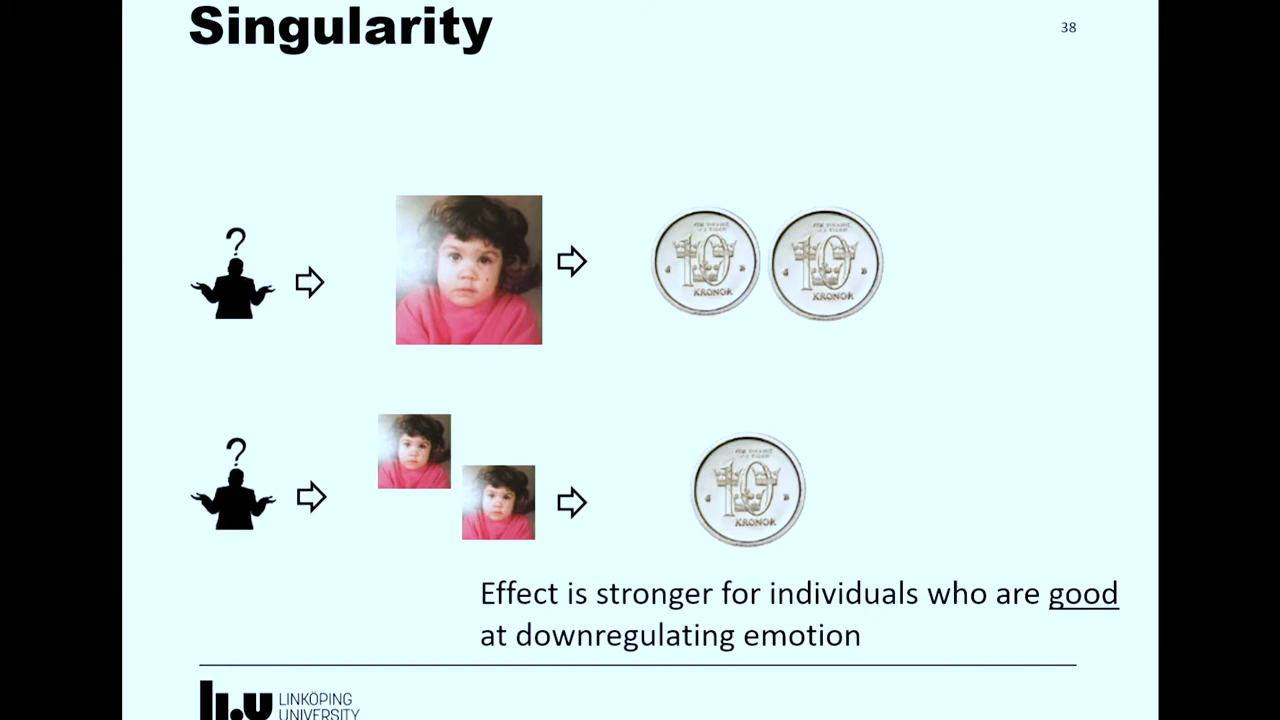 Singularity
38
?
10
KRONOR
10
KRONOR
?
10
KRONOR
Effect is stronger for individuals who are good
at downregulating emotion
LINKÖPING
UNIVERSITY